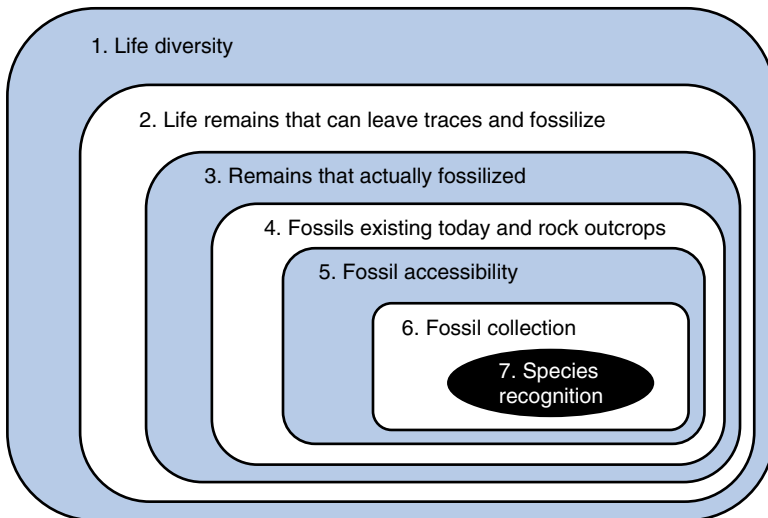 1. Life diversity
2. Life remains that can leave traces and fossilize
3. Remains that actually fossilized
4. Fossils existing today and rock outcrops
5. Fossil accessibility
6. Fossil collection
7. Species
recognition